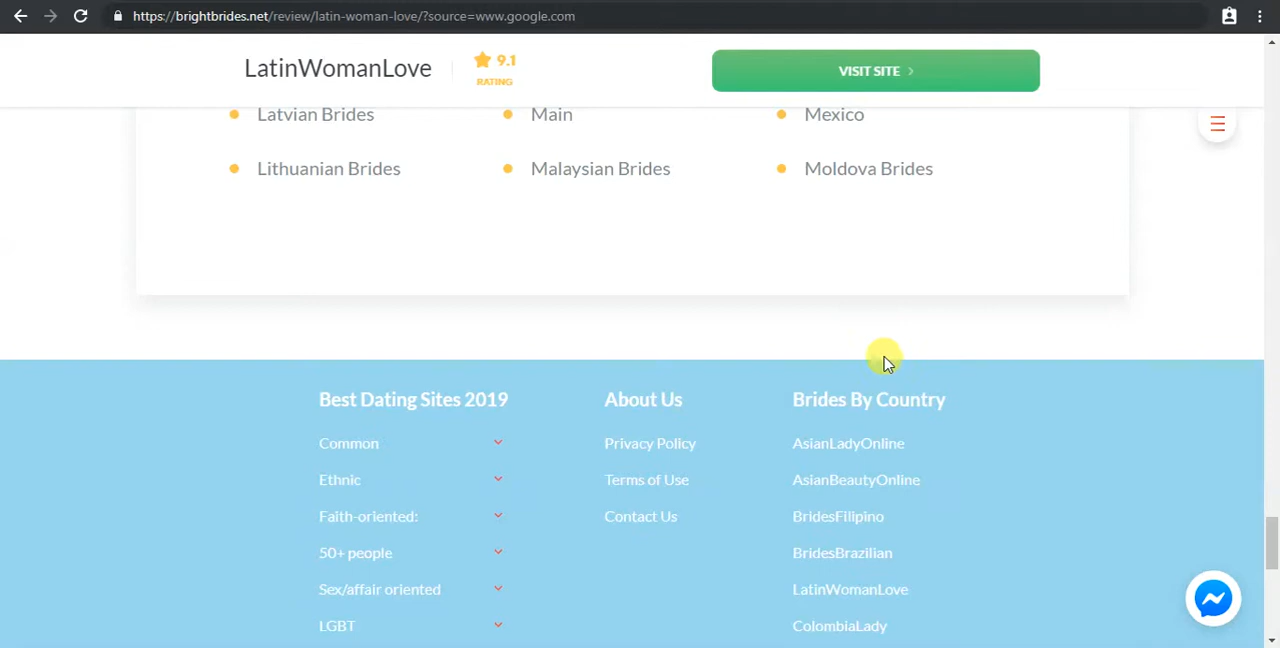 https://brightbrides.net/review/latin-woman-love/?source=www.google.com
LatinWomanLove
9.1
RATING
VISIT SITE
Latvian Brides Main Mexico
Lithuanian Brides Malaysian Brides Moldova Brides
Best Dating Sites 2019 About Us Brides By Country
Common Privacy Policy AsianLadyOnline
Ethnic Terms of Use AsianBeautyOnline
Faith-oriented: Contact Us BridesFilipino
50+ people BridesBrazilian
Sex/affair oriented LatinWomanLove
LGBT ColombiaLady